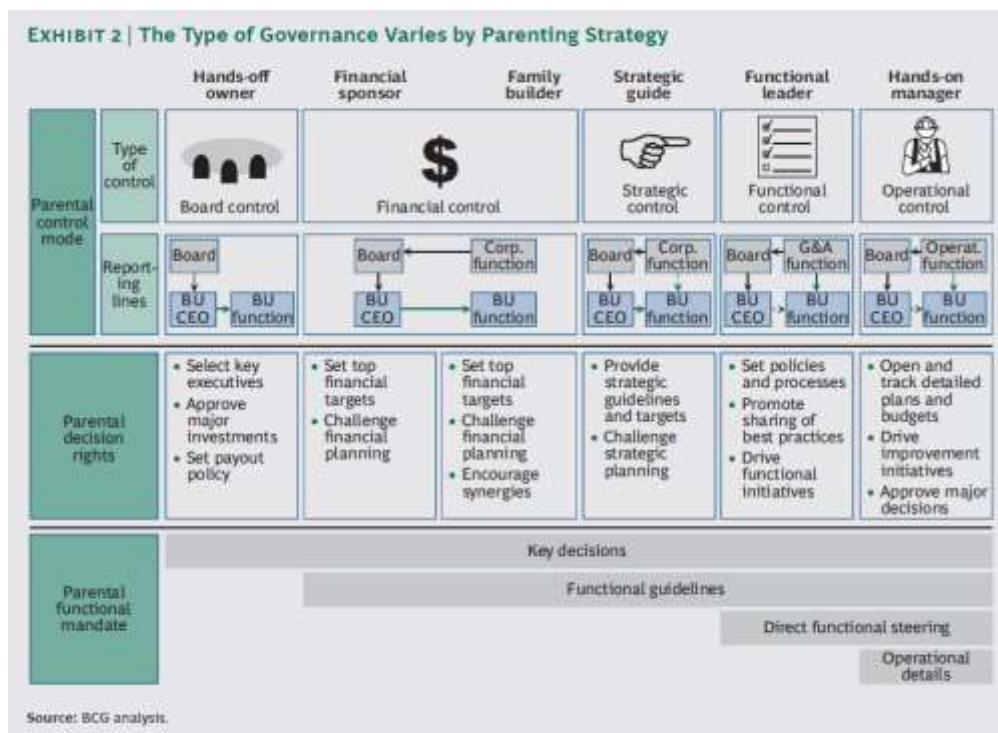 EXHIBIT 2 | The Type of Governance Varies by Parenting Strategy
Hands-off
owner
Financial
sponsor
Family
builder
Strategic
guide
Functional
leader
Hands-on
manager
Parental
control
mode
Type
of
control
Board control
$
Financial control
Strategic
control
Functional
control
Operational
control
Report-
ing
lines
Board
BU
CEO
BU
function
Board
Corp.
function
BU
CEO
BU
function
Board
Corp.
function
BU
CEO
BU
function
Board
G&A
function
BU
CEO
BU
function
Board
Operat.
function
BU
CEO
BU
function
Parental
decision
rights
• Select key
executives
• Approve
major
investments
• Set payout
policy
• Set top
financial
targets
• Challenge
financial
planning
• Set top
financial
targets
• Challenge
financial
planning
• Encourage
synergies
• Provide
strategic
guidelines
and targets
• Challenge
strategic
planning
• Set policies
and processes
• Promote
sharing of
best practices
• Drive
functional
initiatives
• Open and
track detailed
plans and
budgets
• Drive
improvement
initiatives
• Approve major
decisions
Parental
functional
mandate
Key decisions
Functional guidelines
Direct functional steering
Operational
details
Source: BCG analysis.